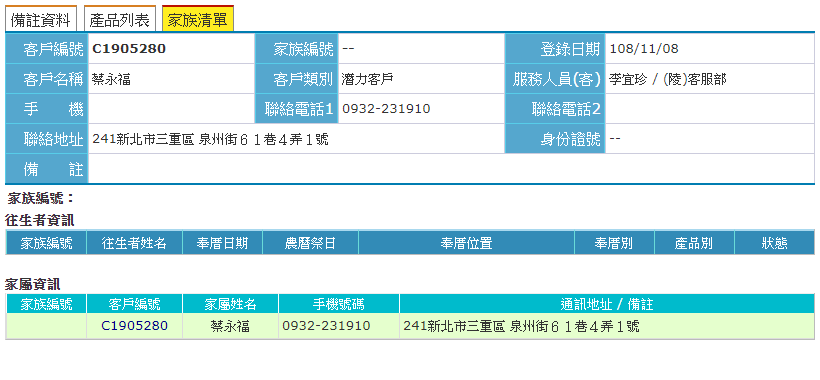 備註資料 產品列表 家族清單
客戶編號 C1905280 家族編號 -- 登錄日期 108/11/08
客戶名稱 蔡永福 客戶類別 潛力客戶 服務人員(客) 李宜珍 / (陵)客服部
手 機 聯絡電話1 0932-231910 聯絡電話2
聯絡地址 241新北市三重區 泉州街６１巷４弄１號 身份證號 --
備 註
家族編號：
往生者資訊
家族編號 往生者姓名 奉厝日期 農曆祭日 奉厝位置 奉厝別 產品別 狀態
家屬資訊
家族編號 客戶編號 家屬姓名 手機號碼 通訊地址 / 備註
C1905280 蔡永福 0932-231910 241新北市三重區 泉州街６１巷４弄１號